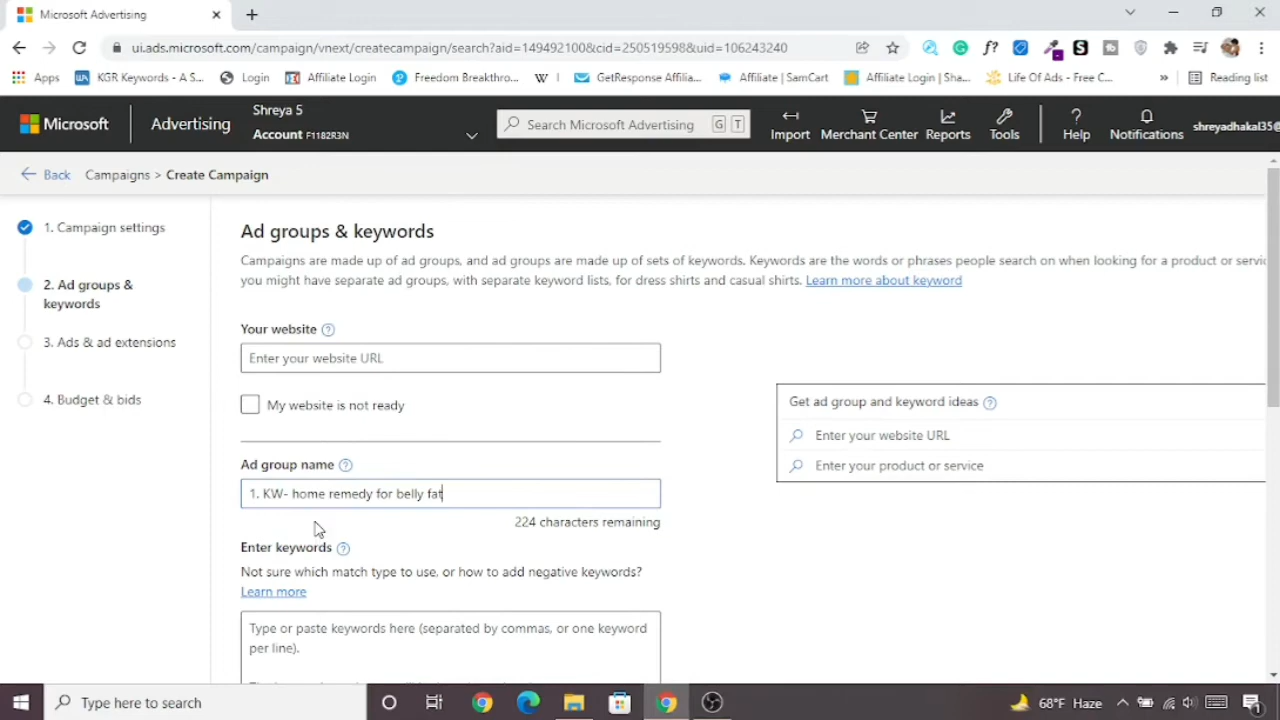 Microsoft Advertising
ui.ads.microsoft.com/campaign/vnext/createcampaign/search?aid=149492100&cid=250519598&uid=106243240
Apps
KGR Keywords - A S...
Login
Affiliate Login
Freedom Breakthro...
GetResponse Affilia...
Affiliate | SamCart
Affiliate Login | Sha...
Life Of Ads - Free C...
Reading list
Microsoft
Advertising
Shreya 5
Account F1182R3N
Search Microsoft Advertising
G T
Import
Merchant Center
Reports
Tools
Help
Notifications
shreyadhakal35@
Back
Campaigns > Create Campaign
1. Campaign settings
2. Ad groups &
keywords
3. Ads & ad extensions
4. Budget & bids
Ad groups & keywords
Campaigns are made up of ad groups, and ad groups are made up of sets of keywords. Keywords are the words or phrases people search on when looking for a product or servic
you might have separate ad groups, with separate keyword lists, for dress shirts and casual shirts. Learn more about keyword
Your website
Enter your website URL
My website is not ready
Ad group name
1. KW- home remedy for belly fat
224 characters remaining
Enter keywords
Not sure which match type to use, or how to add negative keywords?
Learn more
Type or paste keywords here (separated by commas, or one keyword
per line).
Get ad group and keyword ideas
Enter your website URL
Enter your product or service
Type here to search
68°F Haze